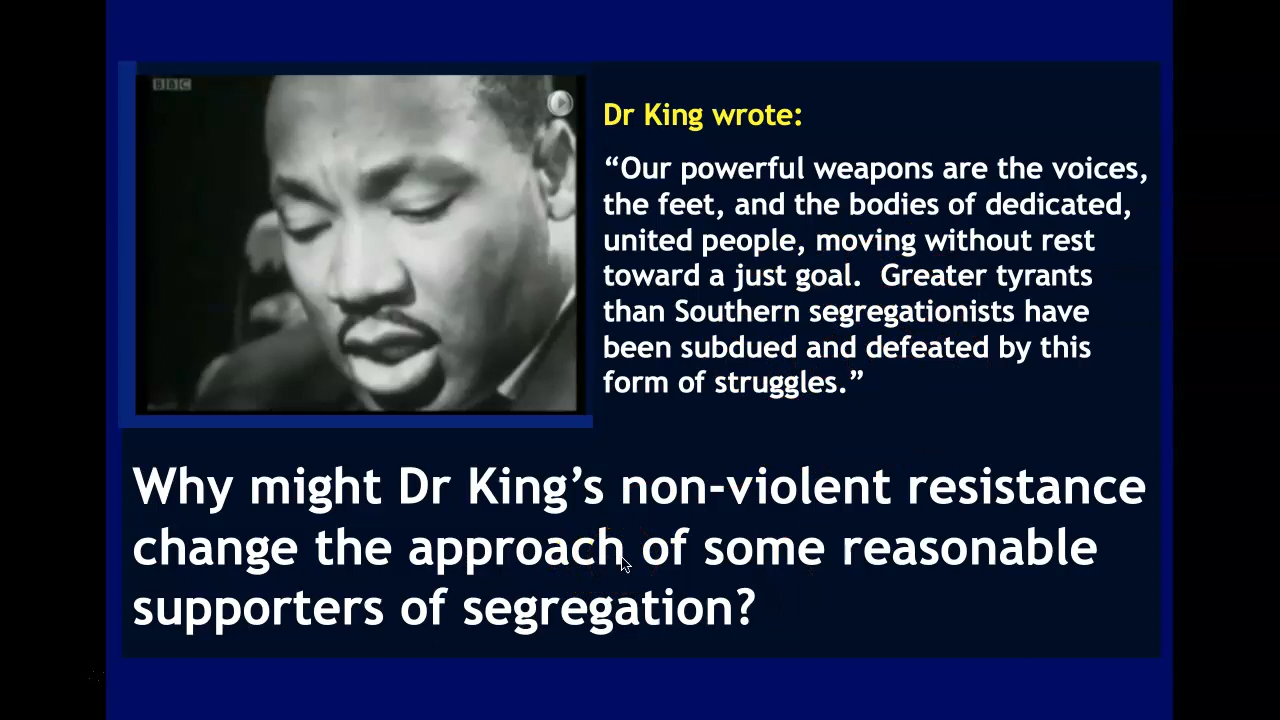 BBC
Dr King wrote:
“Our powerful weapons are the voices,
the feet, and the bodies of dedicated,
united people, moving without rest
toward a just goal.  Greater tyrants
than Southern segregationists have
been subdued and defeated by this
form of struggles.”
Why might Dr King’s non-violent resistance
change the approach of some reasonable
supporters of segregation?